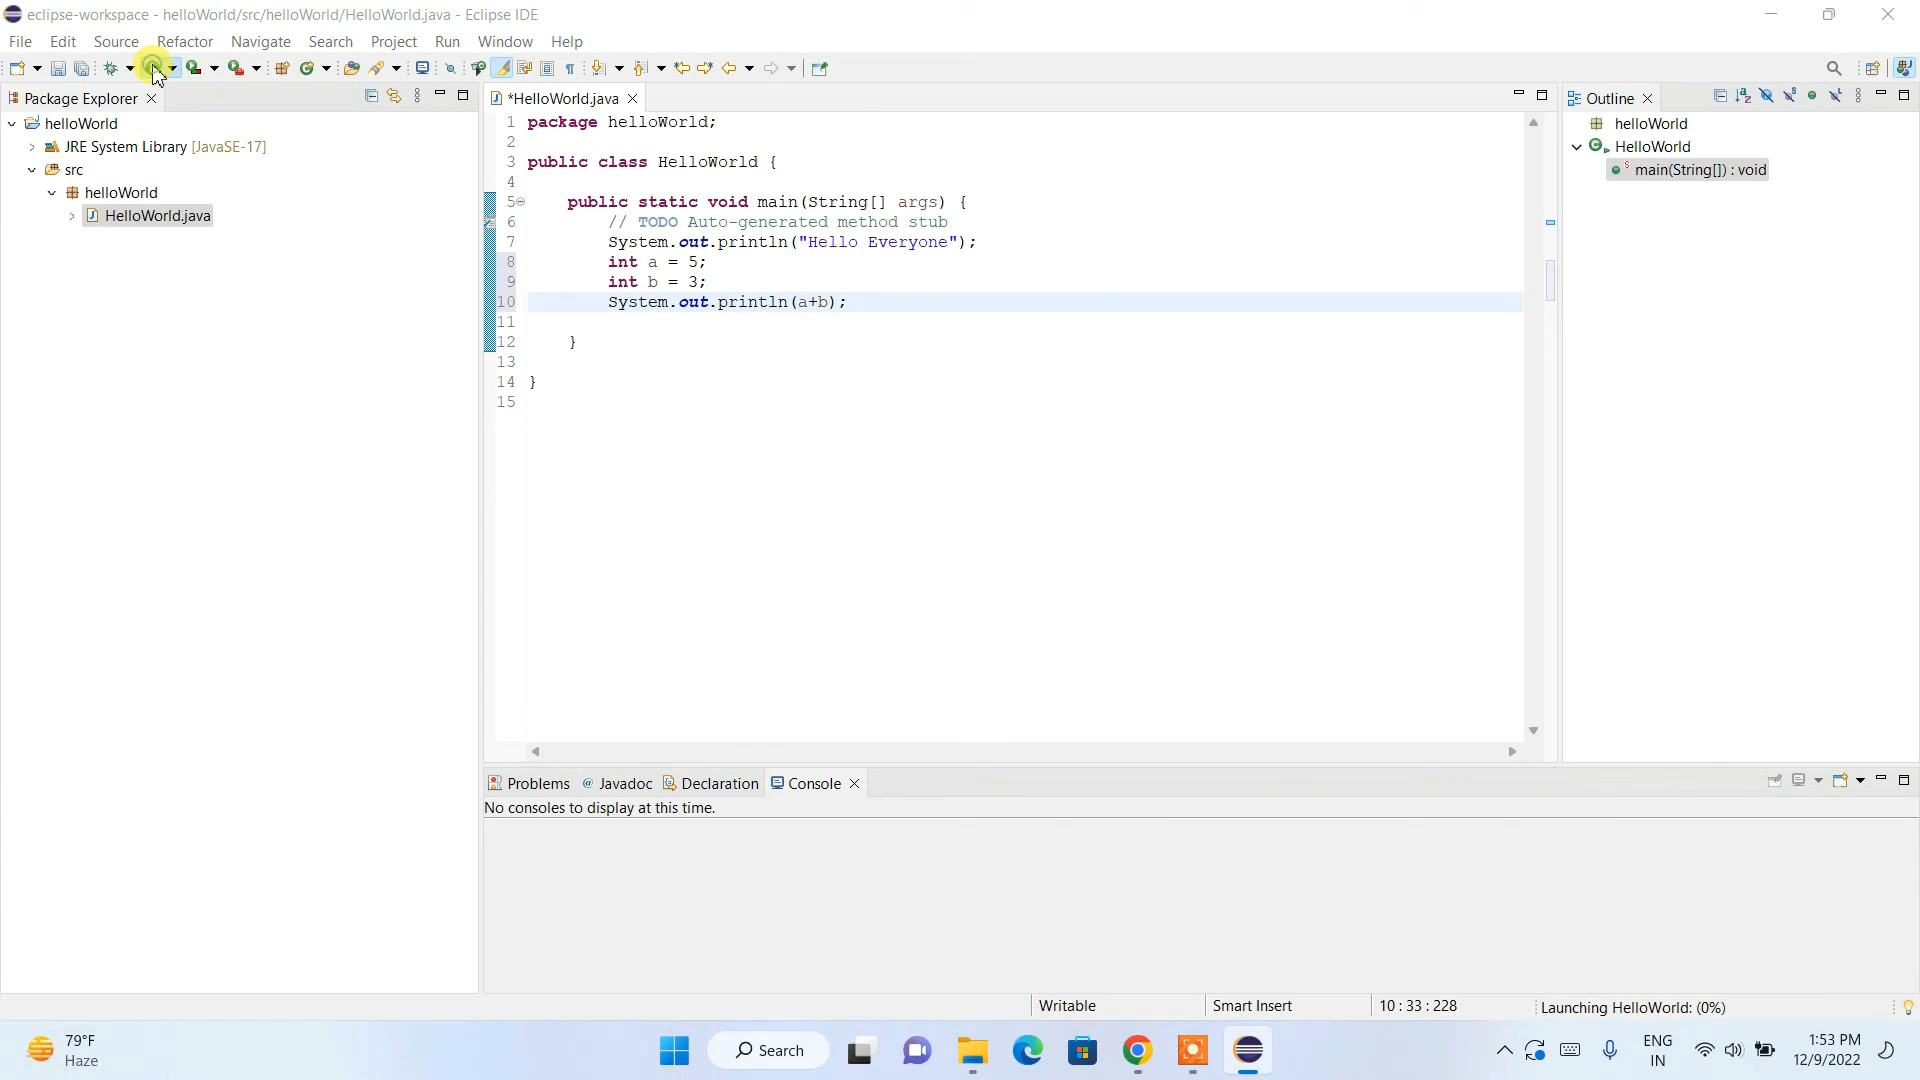 eclipse-workspace - helloWorld/src/helloWorld/HelloWorld.java - Eclipse IDE
File Edit Source Refactor Navigate Search Project Run Window Help
Package Explorer
helloWorld
JRE System Library [JavaSE-17]
src
helloWorld
HelloWorld.java
*HelloWorld.java
1 package helloWorld;
2
3 public class HelloWorld {
4
5 public static void main(String[] args) {
6 // TODO Auto-generated method stub
7 System.out.println("Hello Everyone");
8 int a = 5;
9 int b = 3;
10 System.out.println(a+b);
11
12 }
13
14 }
15
Outline
helloWorld
HelloWorld
main(String[]) : void
Problems @ Javadoc Declaration Console
No consoles to display at this time.
Writable Smart Insert 10 : 33 : 228 Launching HelloWorld: (0%)
79°F
Haze
Search
ENG
IN
1:53 PM
12/9/2022